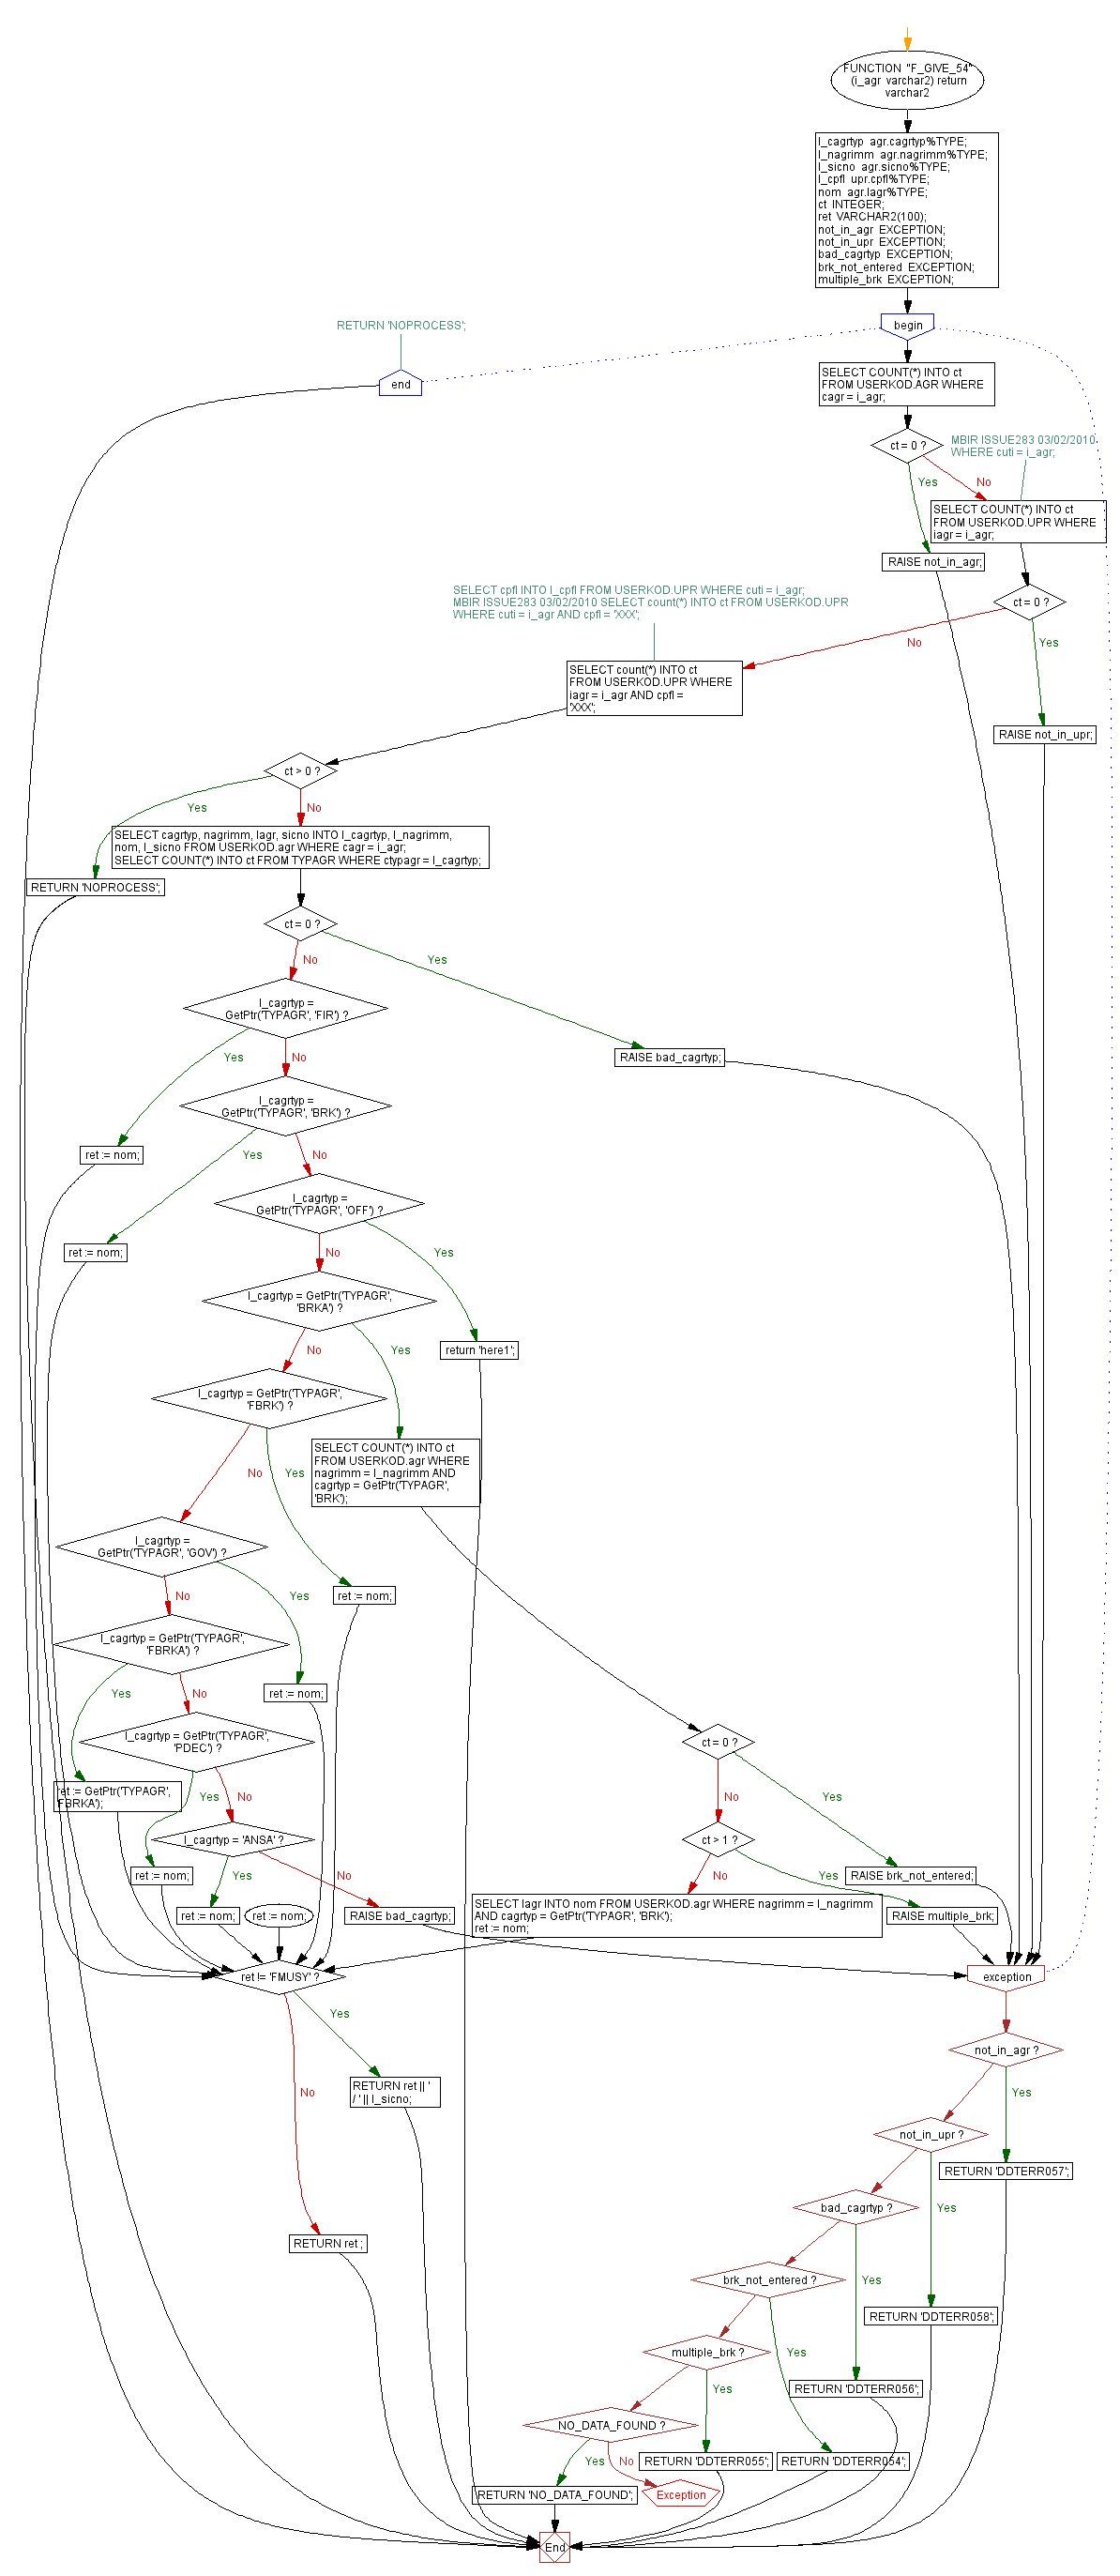 FUNCTION "F_GIVE_54"
(i_agr varchar2) return
varchar2
l_cagrtyp agr.cagrtyp%TYPE;
l_nagrimm agr.nagrimm%TYPE;
l_sicno agr.sicno%TYPE;
l_cpfl upr.cpfl%TYPE;
nom agr.lagr%TYPE;
ct INTEGER;
ret VARCHAR2(100);
not_in_agr EXCEPTION;
not_in_upr EXCEPTION;
bad_cagrtyp EXCEPTION;
brk_not_entered EXCEPTION;
multiple_brk EXCEPTION;
RETURN 'NOPROCESS';
begin
end
SELECT COUNT(*) INTO ct
FROM USERKOD.AGR WHERE
cagr = i_agr;
ct = 0 ?
MBIR ISSUE283 03/02/2010
WHERE cuti = i_agr;
Yes
No
SELECT COUNT(*) INTO ct
FROM USERKOD.UPR WHERE
iagr = i_agr;
RAISE not_in_agr;
SELECT cpfl INTO l_cpfl FROM USERKOD.UPR WHERE cuti = i_agr;
MBIR ISSUE283 03/02/2010 SELECT count(*) INTO ct FROM USERKOD.UPR
WHERE cuti = i_agr AND cpfl = 'XXX';
ct = 0 ?
No
Yes
SELECT count(*) INTO ct
FROM USERKOD.UPR WHERE
iagr = i_agr AND cpfl =
'XXX';
RAISE not_in_upr;
ct > 0 ?
Yes
No
SELECT cagrtyp, nagrimm, lagr, sicno INTO l_cagrtyp, l_nagrimm,
nom, l_sicno FROM USERKOD.agr WHERE cagr = i_agr;
SELECT COUNT(*) INTO ct FROM TYPAGR WHERE ctypagr = l_cagrtyp;
RETURN 'NOPROCESS';
ct = 0 ?
No
Yes
l_cagrtyp =
GetPtr('TYPAGR', 'FIR') ?
Yes
No
RAISE bad_cagrtyp;
l_cagrtyp =
GetPtr('TYPAGR', 'BRK') ?
ret := nom;
Yes
No
l_cagrtyp =
GetPtr('TYPAGR', 'OFF') ?
ret := nom;
No
Yes
l_cagrtyp = GetPtr('TYPAGR',
'BRKA') ?
return 'here1';
No
Yes
l_cagrtyp = GetPtr('TYPAGR',
'FBRK') ?
SELECT COUNT(*) INTO ct
FROM USERKOD.agr WHERE
nagrimm = l_nagrimm AND
cagrtyp = GetPtr('TYPAGR',
'BRK');
No
Yes
l_cagrtyp =
GetPtr('TYPAGR', 'GOV') ?
ret := nom;
No
Yes
l_cagrtyp = GetPtr('TYPAGR',
'FBRKA') ?
ret := nom;
Yes
No
l_cagrtyp = GetPtr('TYPAGR',
'PDEC') ?
ct = 0 ?
ret := GetPtr('TYPAGR',
'FBRKA');
Yes
No
No
Yes
l_cagrtyp = 'ANSA' ?
ct > 1 ?
ret := nom;
Yes
No
No
Yes
RAISE brk_not_entered;
ret := nom;
ret := nom;
RAISE bad_cagrtyp;
SELECT lagr INTO nom FROM USERKOD.agr WHERE nagrimm = l_nagrimm
AND cagrtyp = GetPtr('TYPAGR', 'BRK');
ret := nom;
RAISE multiple_brk;
ret != 'FMUSY' ?
exception
Yes
No
not_in_agr ?
RETURN ret || '
/ ' || l_sicno;
Yes
not_in_upr ?
RETURN 'DDTERR057';
bad_cagrtyp ?
Yes
RETURN ret ;
brk_not_entered ?
Yes
RETURN 'DDTERR058';
multiple_brk ?
Yes
Yes
RETURN 'DDTERR056';
NO_DATA_FOUND ?
Yes
No
RETURN 'DDTERR055';
RETURN 'DDTERR054';
RETURN 'NO_DATA_FOUND';
Exception
End